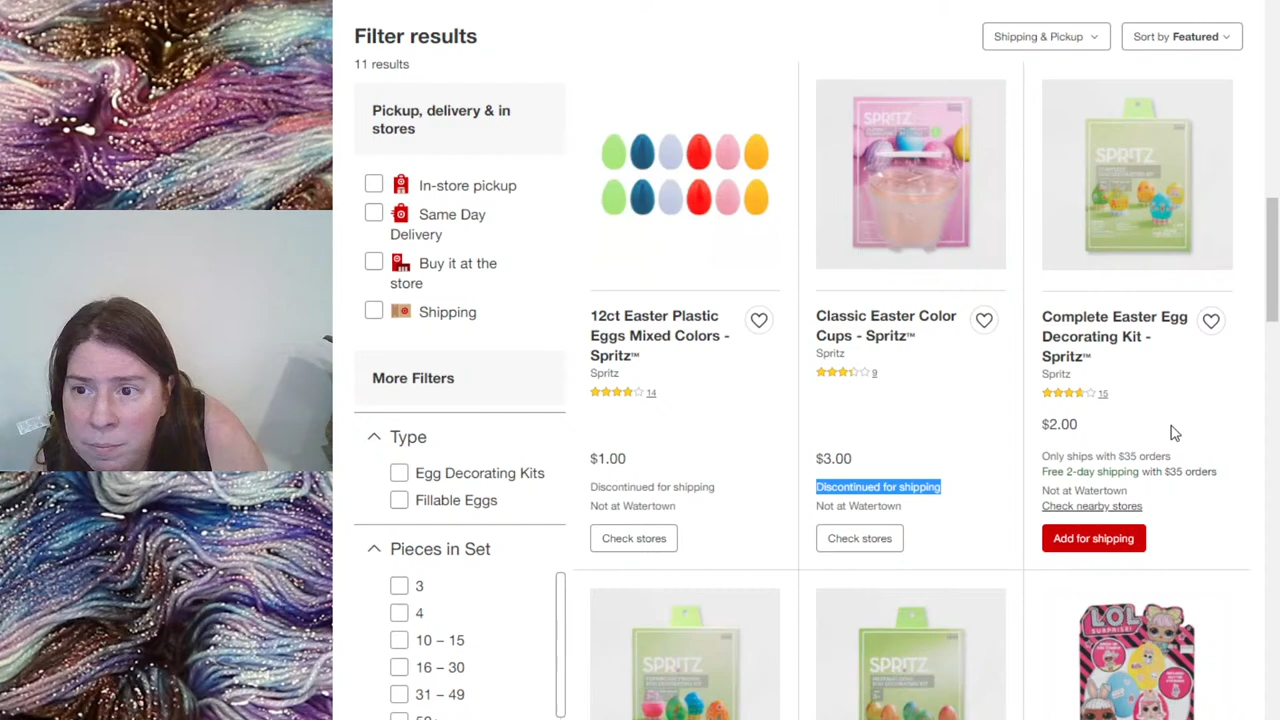 Filter results
Shipping & Pickup
Sort by Featured
11 results
Pickup, delivery & in
stores
In-store pickup
Same Day
Delivery
Buy it at the
store
Shipping
More Filters
Type
Egg Decorating Kits
Fillable Eggs
Pieces in Set
3
4
10 – 15
16 – 30
31 – 49
12ct Easter Plastic
Eggs Mixed Colors -
Spritz™
Spritz
14
$1.00
Discontinued for shipping
Not at Watertown
Check stores
SPRITZ
Classic Easter Color
Cups - Spritz™
Spritz
9
$3.00
Discontinued for shipping
Not at Watertown
Check stores
SPRITZ
Complete Easter Egg
Decorating Kit -
Spritz™
Spritz
15
$2.00
Only ships with $35 orders
Free 2-day shipping with $35 orders
Not at Watertown
Check nearby stores
Add for shipping
SPRITZ
SPRITZ
LOL
SURPRISE!